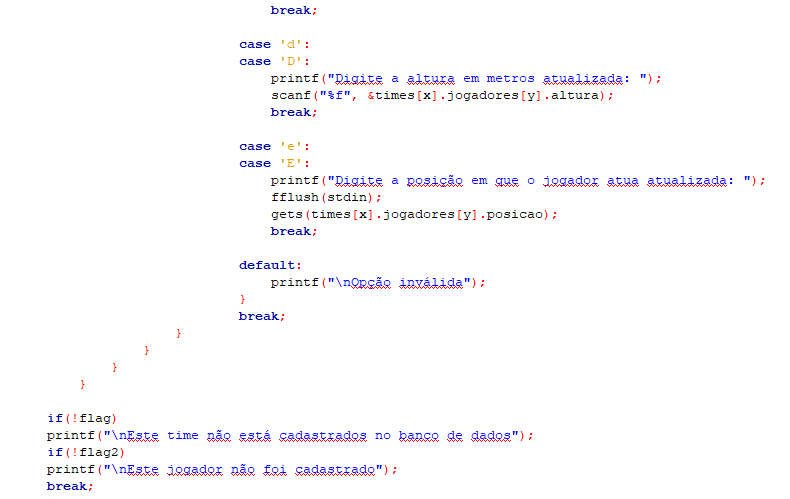 break;
case 'd':
case 'D':
printf("Digite a altura em metros atualizada: ");
scanf("%f", &times[x].jogadores[y].altura);
break;
case 'e':
case 'E':
printf("Digite a posição em que o jogador atua atualizada: ");
fflush(stdin);
gets(times[x].jogadores[y].posicao);
break;
default:
printf("\nOpção inválida");
}
break;
}
}
}
}
if(!flag)
printf("\nEste time não está cadastrados no banco de dados");
if(!flag2)
printf("\nEste jogador não foi cadastrado");
break;